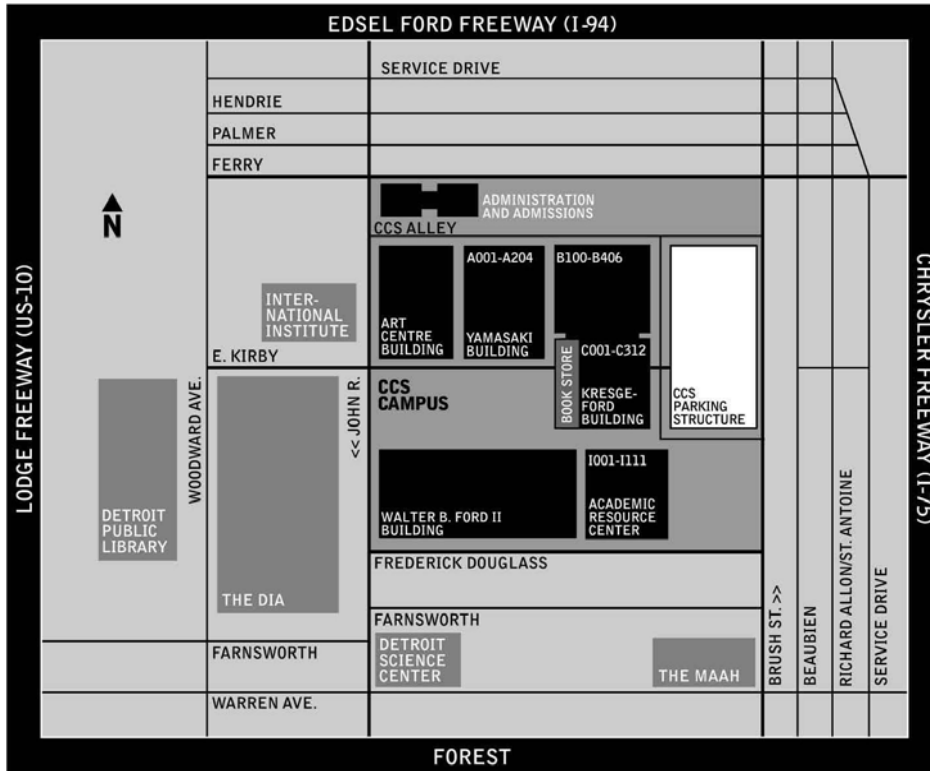 EDSEL FORD FREEWAY (I-94)
SERVICE DRIVE
HENDRIE
PALMER
FERRY
N
ADMINISTRATION
AND ADMISSIONS
CCS ALLEY
A001-A204
B100-B406
INTER-
NATIONAL
INSTITUTE
ART
CENTRE
BUILDING
YAMASAKI
BUILDING
E. KIRBY
BOOK STORE
C001-C312
KRESGE-
FORD
BUILDING
CCS
PARKING
STRUCTURE
CCS
CAMPUS
LODGE FREEWAY (US-10)
WOODWARD AVE.
<< JOHN R.
CHRYSLER FREEWAY (I-75)
DETROIT
PUBLIC
LIBRARY
THE DIA
WALTER B. FORD II
BUILDING
I001-I111
ACADEMIC
RESOURCE
CENTER
FREDERICK DOUGLASS
FARNSWORTH
DETROIT
SCIENCE
CENTER
THE MAAH
BRUSH ST. >>
BEAUBIEN
RICHARD ALLON/ST. ANTOINE
SERVICE DRIVE
FARNSWORTH
WARREN AVE.
FOREST